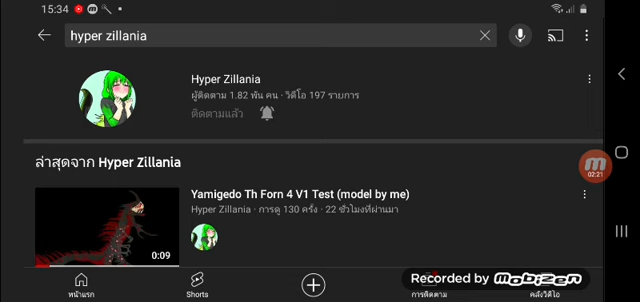 15:34
hyper zillania
Hyper Zillania
ผู้ติดตาม 1.82 พัน คน · วิดีโอ 197 รายการ
ติดตามแล้ว
02:21
ล่าสุดจาก Hyper Zillania
Yamigedo Th Forn 4 V1 Test (model by me)
Hyper Zillania · การดู 130 ครั้ง · 22 ชั่วโมงที่ผ่านมา
0:09
Recorded by MOBIZEN
หน้าแรก
Shorts
การติดตาม
คลังวิดีโอ